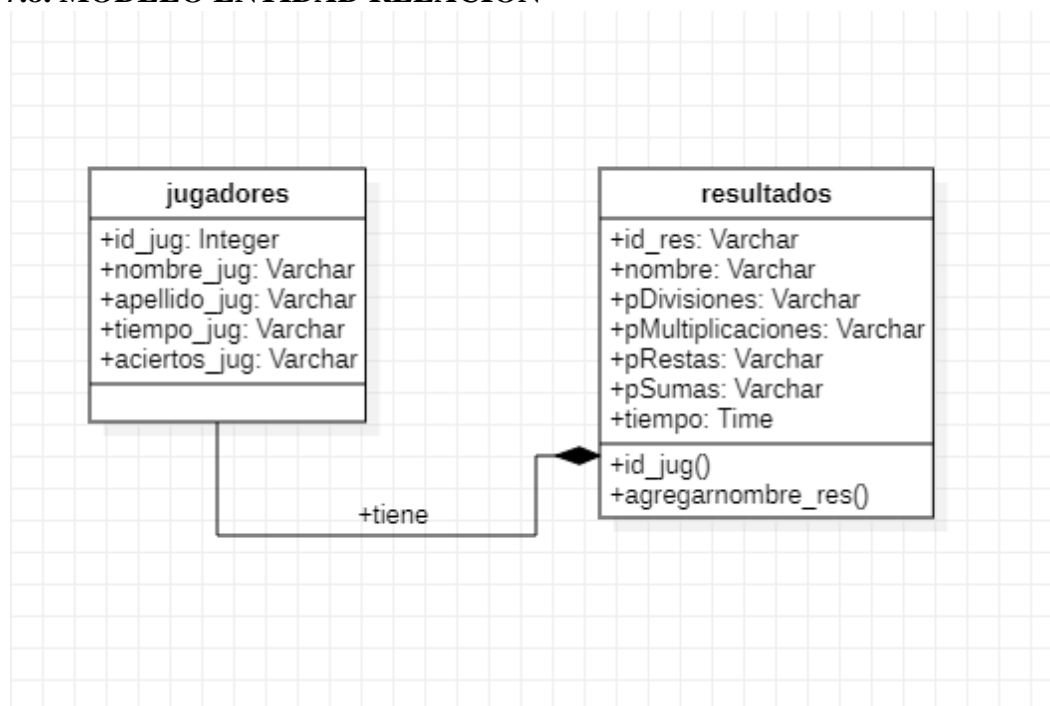 jugadores
+id_jug: Integer
+nombre_jug: Varchar
+apellido_jug: Varchar
+tiempo_jug: Varchar
+aciertos_jug: Varchar
resultados
+id_res: Varchar
+nombre: Varchar
+pDivisiones: Varchar
+pMultiplicaciones: Varchar
+pRestas: Varchar
+pSumas: Varchar
+tiempo: Time
+id_jug()
+agregarnombre_res()
+tiene